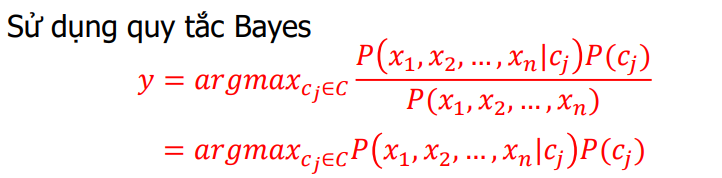 Sử dụng quy tắc Bayes
y = argmax_{c_j∈C} \frac{P(x_1, x_2, … , x_n|c_j)P(c_j)}{P(x_1, x_2, … , x_n)}
= argmax_{c_j∈C}P(x_1, x_2, … , x_n|c_j)P(c_j)